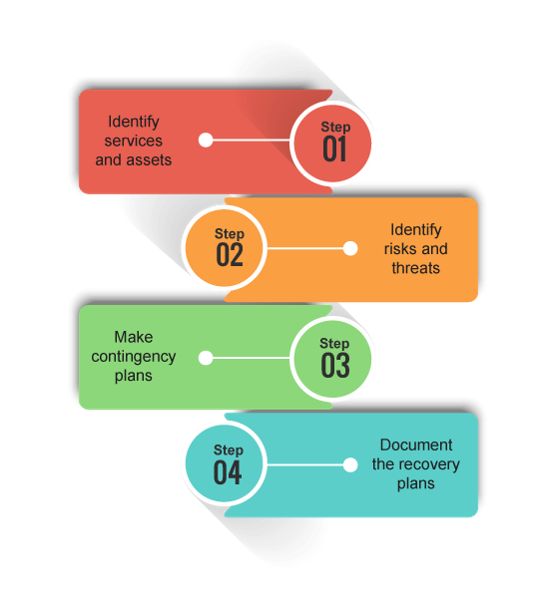 Step
01
Identify
services
and assets
Step
02
Identify
risks and
threats
Step
03
Make
contingency
plans
Step
04
Document
the recovery
plans